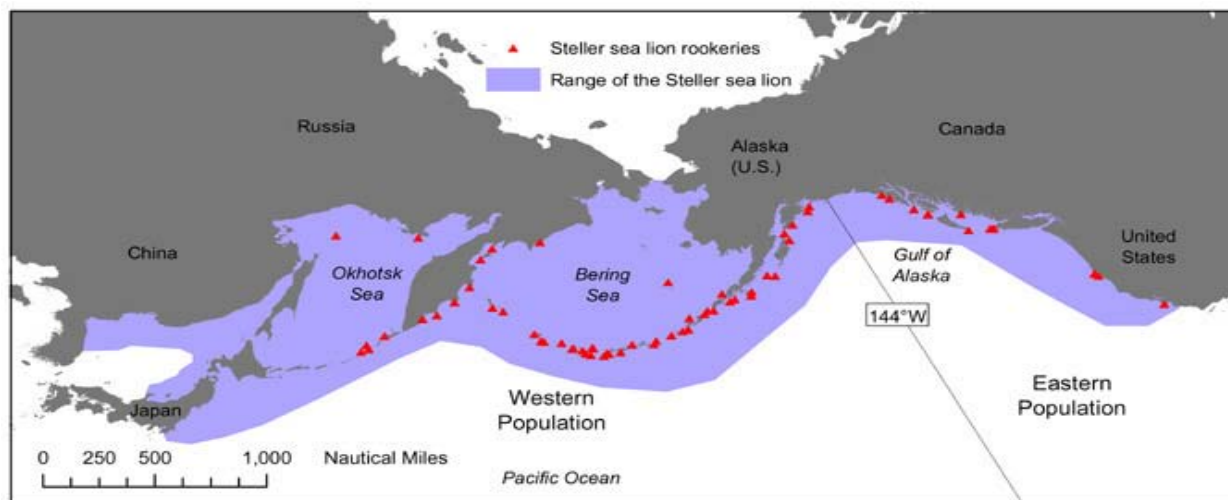 Steller sea lion rookeries
Range of the Steller sea lion
Russia
Canada
Alaska
(U.S.)
China
Okhotsk
Sea
Bering
Sea
Gulf of
Alaska
United
States
144°W
Japan
Western
Population
Eastern
Population
0 250 500 1,000 Nautical Miles
Pacific Ocean